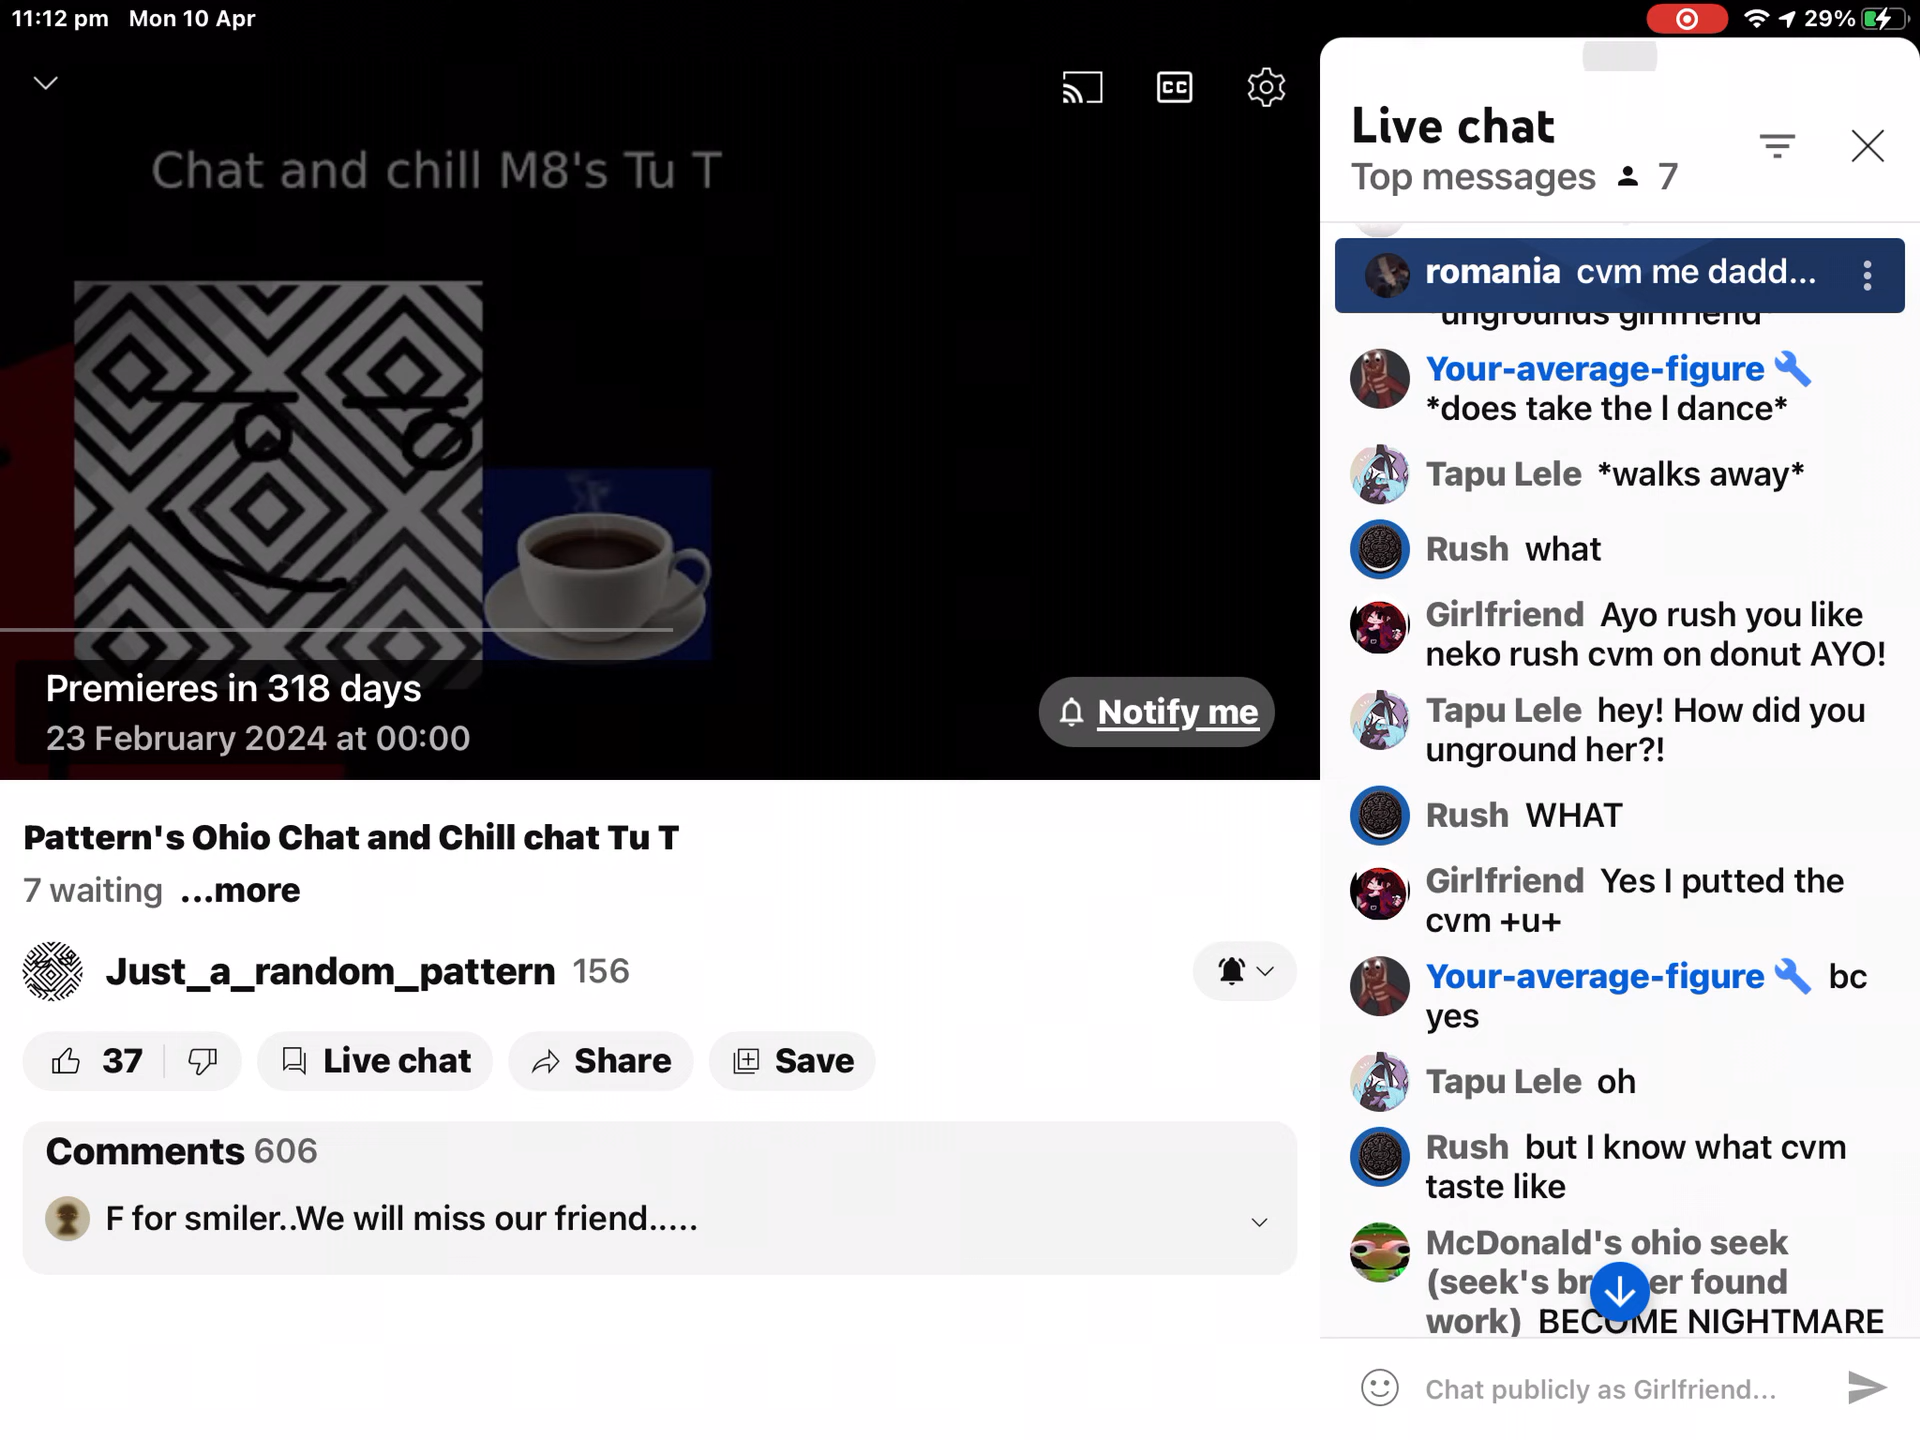 11:12 pm Mon 10 Apr
29%
CC
Chat and chill M8's Tu T
Premieres in 318 days
23 February 2024 at 00:00
Notify me
Pattern's Ohio Chat and Chill chat Tu T
7 waiting ...more
Just_a_random_pattern 156
37
Live chat
Share
Save
Comments 606
F for smiler..We will miss our friend.....
Live chat
Top messages 7
romania cvm me dadd...
*ungrounds girlfriend*
Your-average-figure
*does take the l dance*
Tapu Lele *walks away*
Rush what
Girlfriend Ayo rush you like
neko rush cvm on donut AYO!
Tapu Lele hey! How did you
unground her?!
Rush WHAT
Girlfriend Yes I putted the
cvm +u+
Your-average-figure bc
yes
Tapu Lele oh
Rush but I know what cvm
taste like
McDonald's ohio seek
(seek's er found
work) BECOME NIGHTMARE
Chat publicly as Girlfriend...